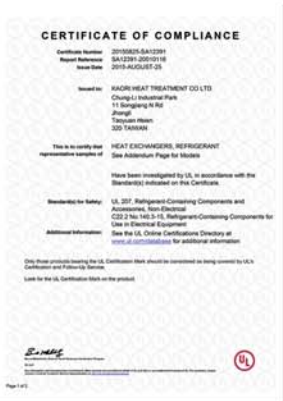 CERTIFICATE OF COMPLIANCE
Certificate Number 20150825-SA12391
Report Reference SA12391-20010116
Issue Date 2015-AUGUST-25
Issued to: KAORI HEAT TREATMENT CO LTD
Chung-Li Industrial Park
11 Songjiang N Rd
Jhongli
Taoyuan Hsien
320 TAIWAN
This is to certify that HEAT EXCHANGERS, REFRIGERANT
representative samples of See Addendum Page for Models
Have been investigated by UL in accordance with the
Standard(s) indicated on this Certificate.
Standard(s) for Safety: UL 207, Refrigerant-Containing Components and
Accessories, Non-Electrical
C22.2 No 140.3-15, Refrigerant-Containing Components for
Use in Electrical Equipment
Additional Information: See the UL Online Certifications Directory at
www.ul.com/database for additional information
Only those products bearing the UL Certification Mark should be considered as being covered by UL's
Certification and Follow-Up Service.
Look for the UL Certification Mark on the product.
UL
Page 1 of 2